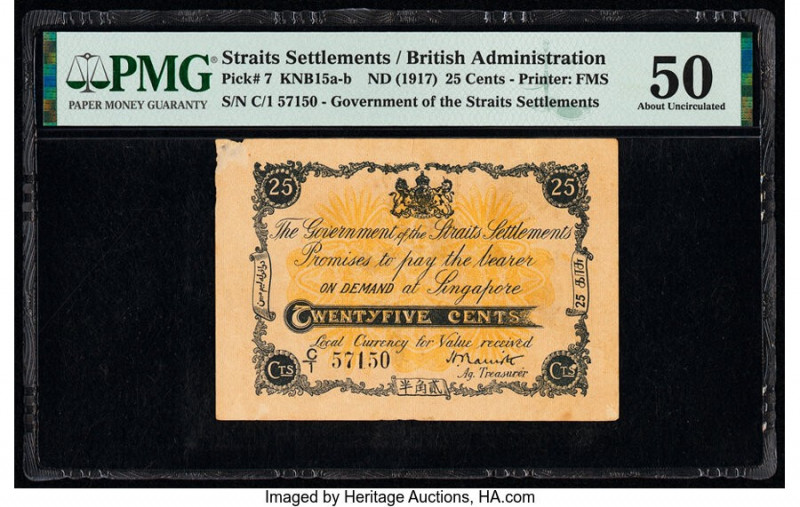 PMG
PAPER MONEY GUARANTY
Straits Settlements / British Administration
Pick# 7 KNB15a-b ND (1917) 25 Cents - Printer: FMS
S/N C/1 57150 - Government of the Straits Settlements
50
About Uncirculated
25
25
The Government of the Straits Settlements
Promises to pay the bearer
ON DEMAND at Singapore
25 காசு
TWENTYFIVE CENTS
Local Currency for Value received
C/1 57150
Ag. Treasurer
CTS
CTS
半角貳
Imaged by Heritage Auctions, HA.com